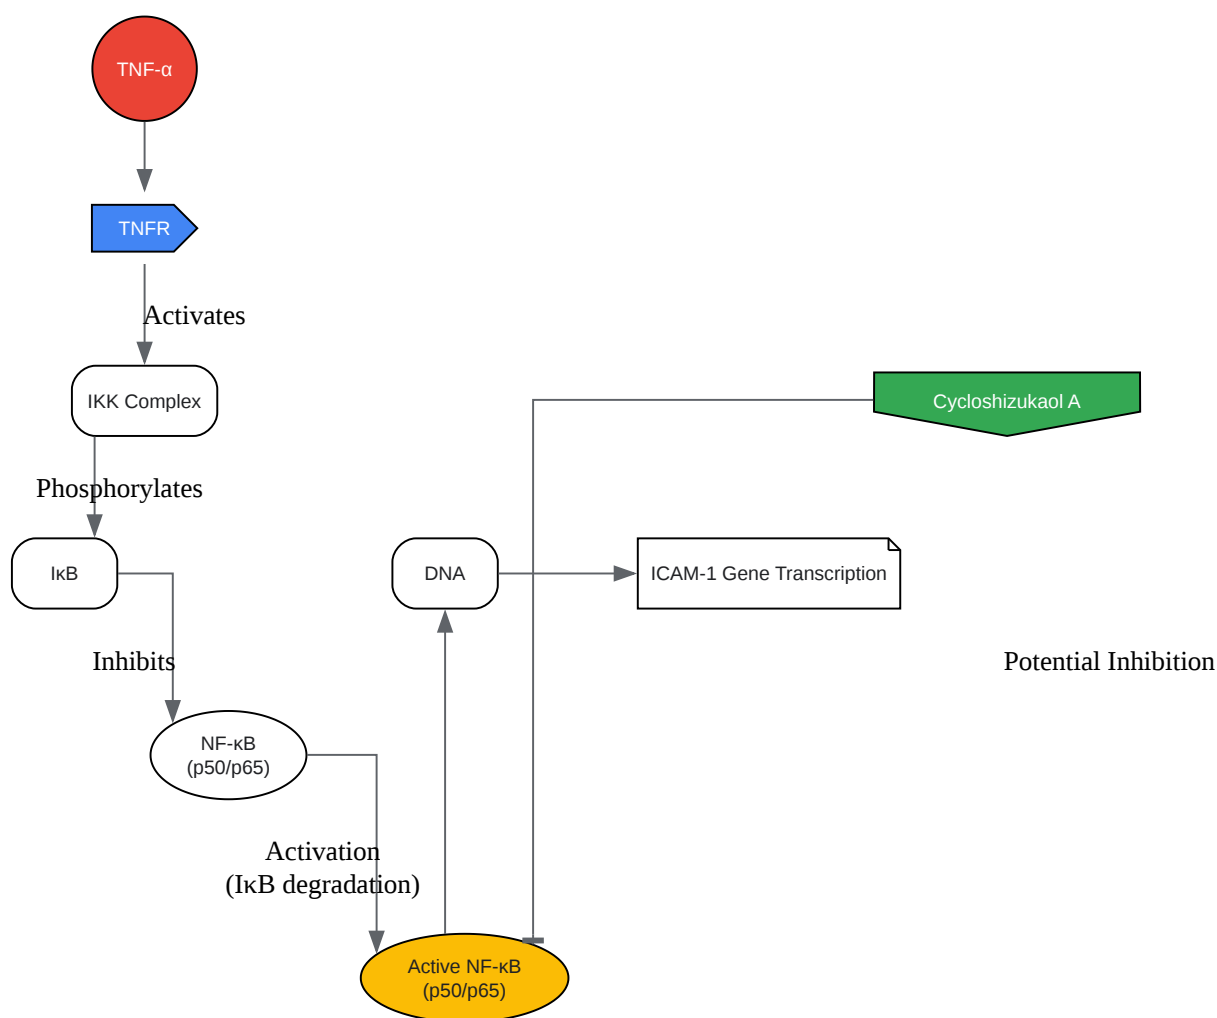 TNF-α
TNFR
Activates
IKK Complex
Cycloshizukaol A
Phosphorylates
IκB
DNA
ICAM-1 Gene Transcription
Inhibits
Potential Inhibition
NF-κB
(p50/p65)
Activation
(IκB degradation)
Active NF-κB
(p50/p65)